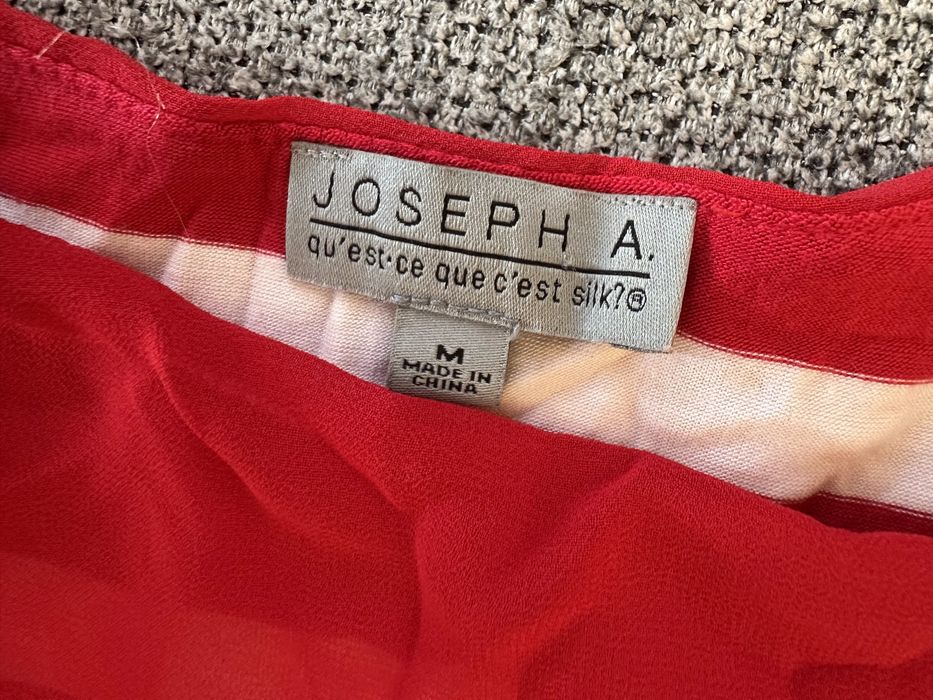 JOSEPH A.
qu'est·ce que c'est silk?®
M
MADE IN
CHINA